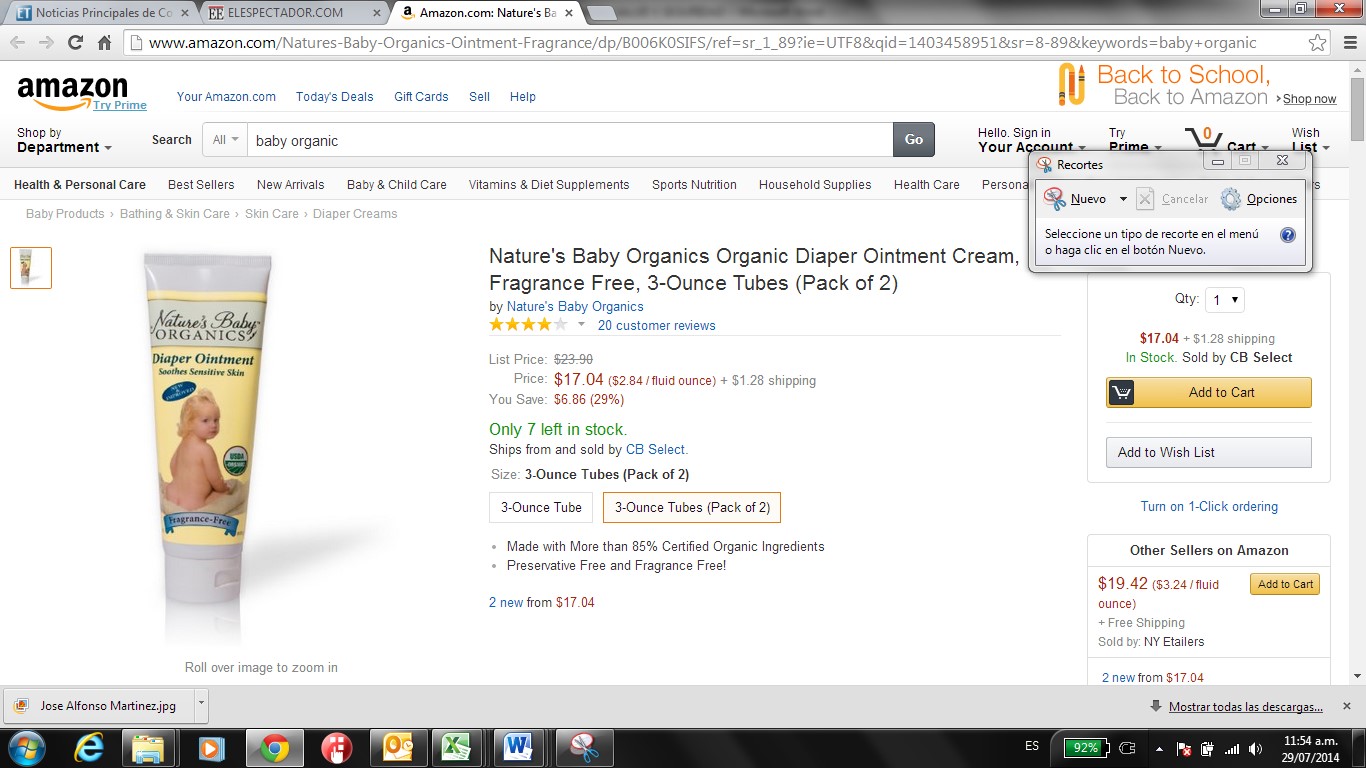 Noticias Principales de Co
ELESPECTADOR.COM
Amazon.com: Nature's Ba
www.amazon.com/Natures-Baby-Organics-Ointment-Fragrance/dp/B006K0SIFS/ref=sr_1_89?ie=UTF8&qid=1403458951&sr=8-89&keywords=baby+organic
amazon
Try Prime
Your Amazon.com Today's Deals Gift Cards Sell Help
Back to School,
Back to Amazon Shop now
Shop by
Department
Search All baby organic Go
Hello. Sign in
Your Account
Try
Prime
0
Cart
Wish
List
Health & Personal Care Best Sellers New Arrivals Baby & Child Care Vitamins & Diet Supplements Sports Nutrition Household Supplies Health Care Persona rs
Recortes
Nuevo Cancelar Opciones
Seleccione un tipo de recorte en el menú
o haga clic en el botón Nuevo.
Baby Products › Bathing & Skin Care › Skin Care › Diaper Creams
Nature's Baby
ORGANICS
Diaper Ointment
Soothes Sensitive Skin
NEW &
IMPROVED
USDA
ORGANIC
Fragrance-Free
Roll over image to zoom in
Nature's Baby Organics Organic Diaper Ointment Cream,
Fragrance Free, 3-Ounce Tubes (Pack of 2)
by Nature's Baby Organics
20 customer reviews
List Price: $23.90
Price: $17.04 ($2.84 / fluid ounce) + $1.28 shipping
You Save: $6.86 (29%)
Only 7 left in stock.
Ships from and sold by CB Select.
Size: 3-Ounce Tubes (Pack of 2)
3-Ounce Tube 3-Ounce Tubes (Pack of 2)
• Made with More than 85% Certified Organic Ingredients
• Preservative Free and Fragrance Free!
2 new from $17.04
Qty: 1
$17.04 + $1.28 shipping
In Stock. Sold by CB Select
Add to Cart
Add to Wish List
Turn on 1-Click ordering
Other Sellers on Amazon
$19.42 ($3.24 / fluid
ounce)
Add to Cart
+ Free Shipping
Sold by: NY Etailers
2 new from $17.04
Jose Alfonso Martinez.jpg
Mostrar todas las descargas...
ES
92%
11:54 a.m.
29/07/2014